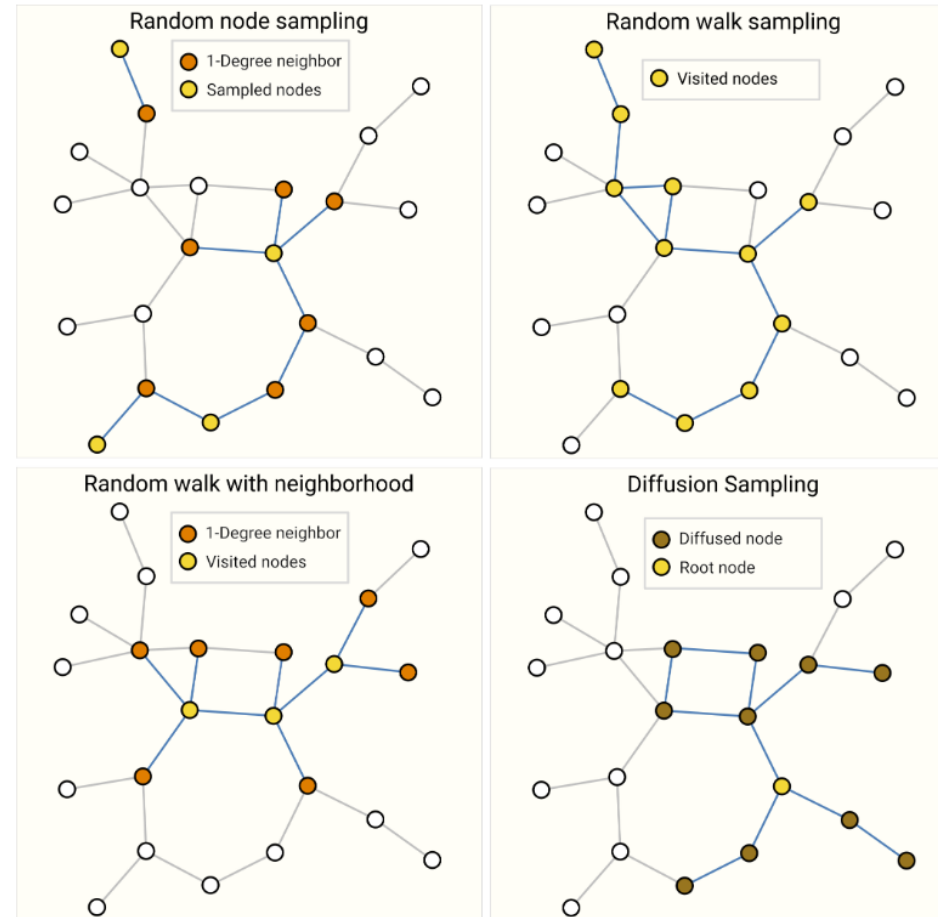 Random node sampling
1-Degree neighbor
Sampled nodes
Random walk sampling
Visited nodes
Random walk with neighborhood
1-Degree neighbor
Visited nodes
Diffusion Sampling
Diffused node
Root node